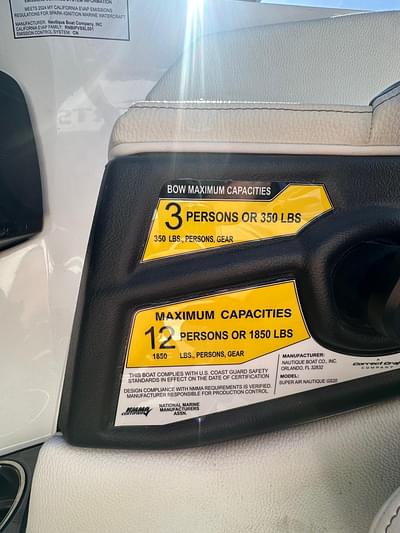 MEETS 2024 MY CALIFORNIA EVAP EMISSIONS
REGULATIONS FOR SPARK-IGNITION MARINE WATERCRAFT
MANUFACTURER: Nautique Boat Company, INC
EMISSION CONTROL SYSTEM: CN
BOW MAXIMUM CAPACITIES
3 PERSONS OR 350 LBS
350 LBS., PERSONS, GEAR
MAXIMUM CAPACITIES
12 PERSONS OR 1850 LBS
1850 LBS., PERSONS, GEAR
THIS BOAT COMPLIES WITH U.S. COAST GUARD SAFETY
STANDARDS IN EFFECT ON THE DATE OF CERTIFICATION
DESIGN COMPLIANCE WITH NMMA REQUIREMENTS IS VERIFIED.
MANUFACTURER RESPONSIBLE FOR PRODUCTION CONTROL
NMMA
CERTIFIED
NATIONAL MARINE
MANUFACTURERS
ASSN.
MANUFACTURER:
NAUTIQUE BOAT CO., INC.
ORLANDO, FL 32832
MODEL:
SUPER AIR NAUTIQUE GS20
COMPANY